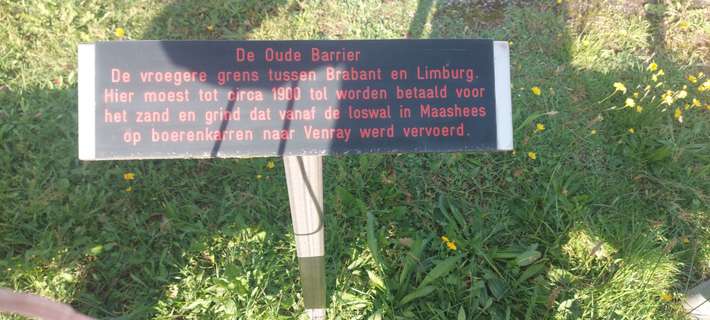 De Oude Barrier
De vroegere grens tussen Brabant en Limburg.
Hier moest tot circa 1900 tol worden betaald voor
het zand en grind dat vanaf de loswal in Maashees
op boerenkarren naar Venray werd vervoerd.